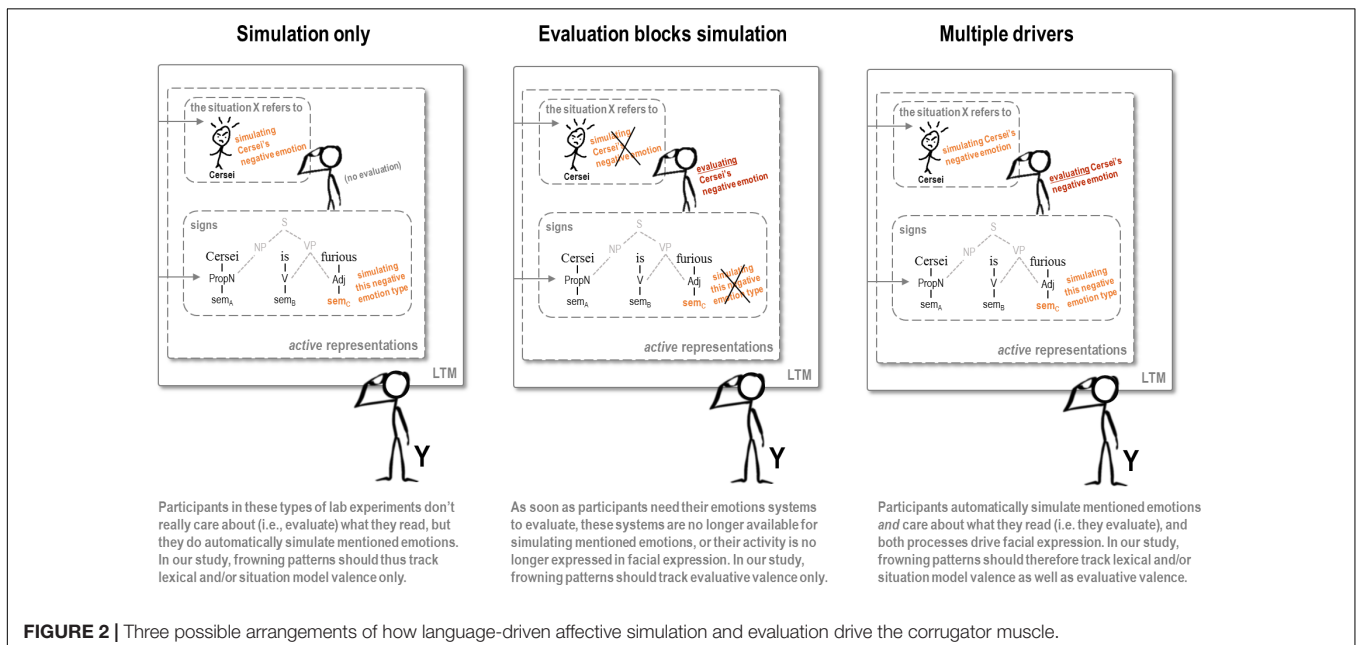 Simulation only
the situation X refers to
simulating
Cersei's
negative emotion
Cersei
(no evaluation)
signs
S
NP
VP
Cersei is furious
PropN V Adj
semA semB semC
simulating
this negative
emotion type
active representations
LTM
Y
Participants in these types of lab experiments don't
really care about (i.e., evaluate) what they read, but
they do automatically simulate mentioned emotions.
In our study, frowning patterns should thus track
lexical and/or situation model valence only.
Evaluation blocks simulation
the situation X refers to
simulating
Cersei's
negative emotion
Cersei
evaluating
Cersei's
negative emotion
signs
S
NP
VP
Cersei is furious
PropN V Adj
semA semB semC
simulating
this negative
emotion type
active representations
LTM
Y
As soon as participants need their emotions systems
to evaluate, these systems are no longer available for
simulating mentioned emotions, or their activity is no
longer expressed in facial expression. In our study,
frowning patterns should track evaluative valence only.
Multiple drivers
the situation X refers to
simulating Cersei's
negative emotion
Cersei
evaluating Cersei's
negative emotion
signs
S
NP
VP
Cersei is furious
PropN V Adj
semA semB semC
simulating
this negative
emotion type
active representations
LTM
Y
Participants automatically simulate mentioned emotions
and care about what they read (i.e. they evaluate), and
both processes drive facial expression. In our study,
frowning patterns should therefore track lexical and/or
situation model valence as well as evaluative valence.
FIGURE 2 | Three possible arrangements of how language-driven affective simulation and evaluation drive the corrugator muscle.